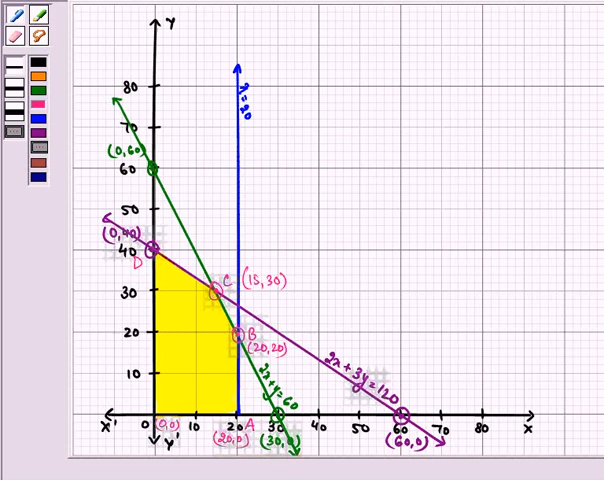 Y
80
x=20
70
(0,60)
60
50
(0,40)
40
D
C (15,30)
30
20
B
(20,20)
2x+3y=120
10
2x+y=60
X' 0 (0,0) 10 20 A 30 40 50 60 70 80 X
Y' (20,0) (30,0) (60,0)